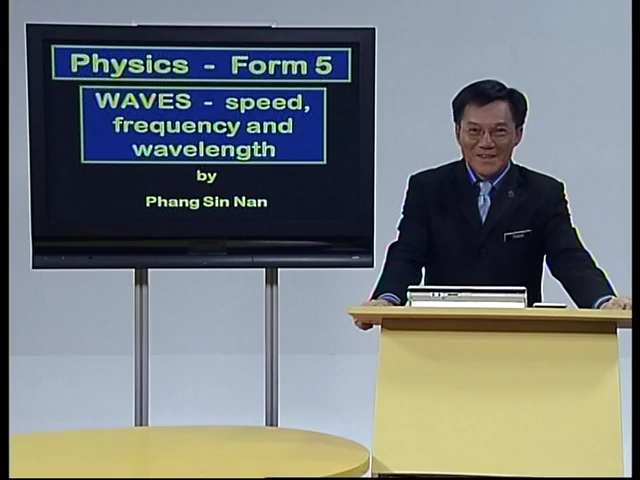 Physics - Form 5
WAVES - speed,
frequency and
wavelength
by
Phang Sin Nan